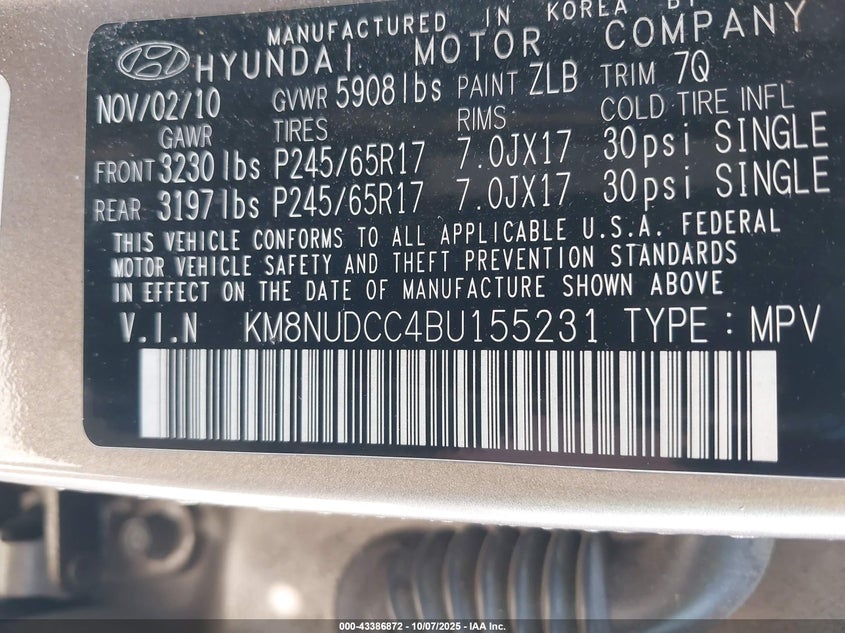 MANUFACTURED IN KOREA BY
HYUNDAI MOTOR COMPANY
NOV/02/10 GVWR 5908lbs PAINT ZLB TRIM 7Q
GAWR TIRES RIMS COLD TIRE INFL
FRONT 3230lbs P245/65R17 7.0JX17 30psi SINGLE
REAR 3197lbs P245/65R17 7.0JX17 30psi SINGLE
THIS VEHICLE CONFORMS TO ALL APPLICABLE U.S.A. FEDERAL
MOTOR VEHICLE SAFETY AND THEFT PREVENTION STANDARDS
IN EFFECT ON THE DATE OF MANUFACTURE SHOWN ABOVE
V.I.N KM8NUDCC4BU155231 TYPE : MPV
000-43386872 - 10/07/2025 - IAA Inc.